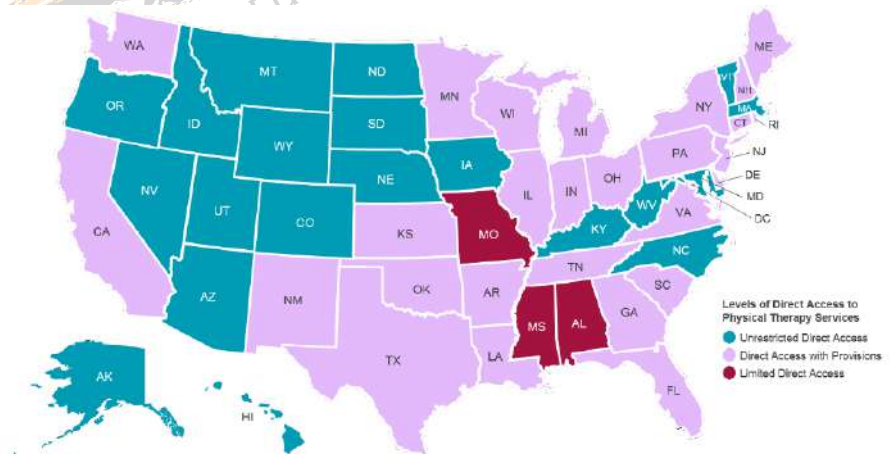 WA
MT
ND
MN
ME
OR
ID
SD
WI
MI
NY
VT
NH
MA
CT
RI
WY
IA
PA
NJ
NV
NE
IL
IN
OH
DE
MD
DC
UT
CO
WV
VA
CA
KS
MO
KY
NC
TN
AZ
NM
OK
AR
SC
MS
AL
GA
TX
LA
FL
AK
HI
Levels of Direct Access to
Physical Therapy Services
Unrestricted Direct Access
Direct Access with Provisions
Limited Direct Access